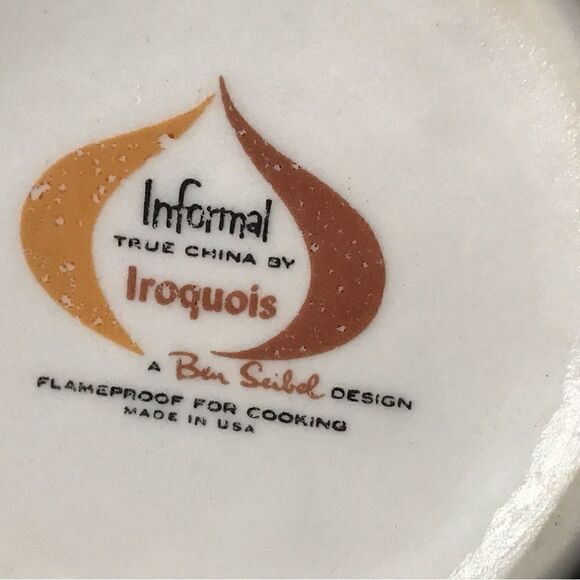 Informal
TRUE CHINA BY
Iroquois
A Ben Seibel DESIGN
FLAMEPROOF FOR COOKING
MADE IN USA